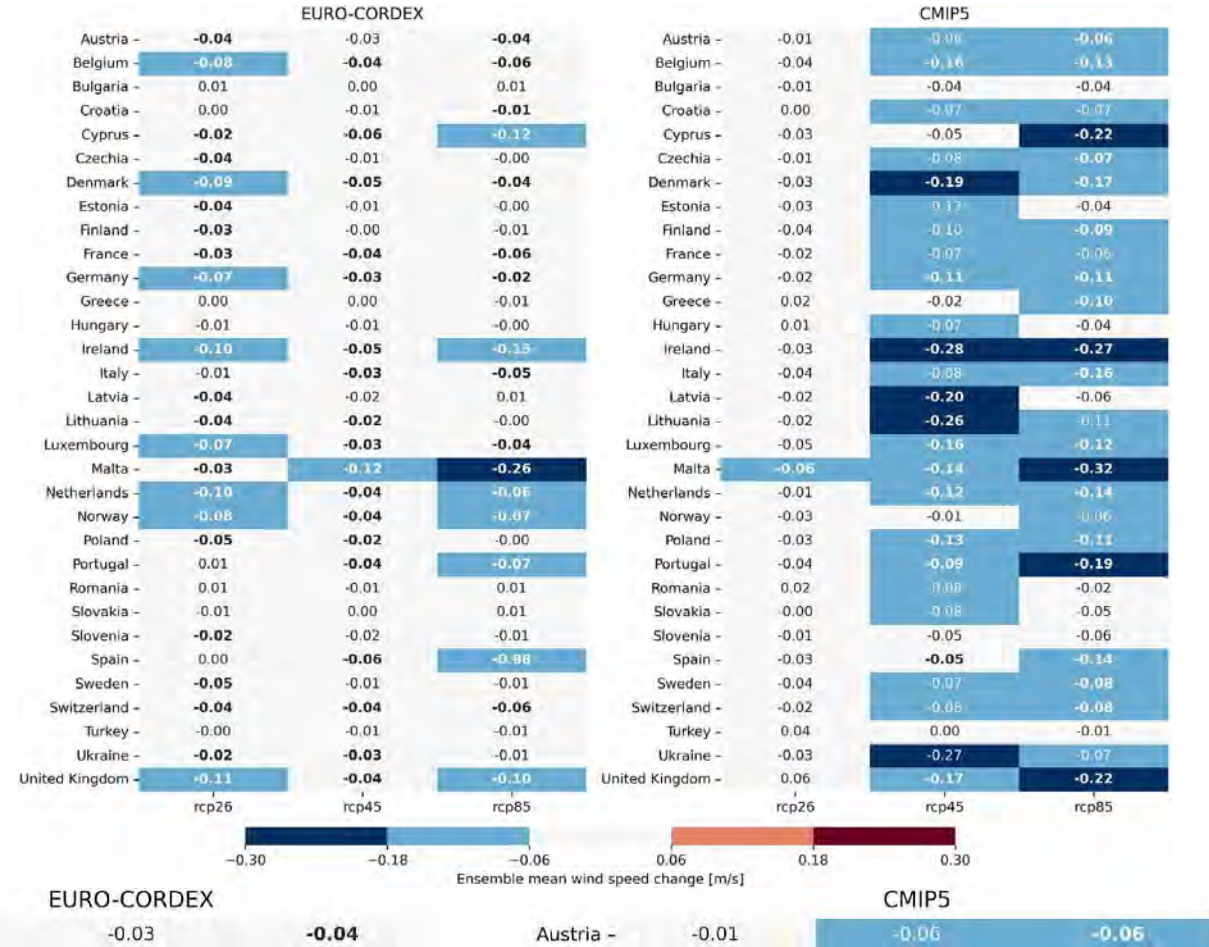 EURO-CORDEX CMIP5
Austria - -0.04 -0.03 -0.04 Austria - -0.01 -0.06 -0.06
Belgium - -0.08 -0.04 -0.06 Belgium - -0.04 -0.16 -0.13
Bulgaria - 0.01 0.00 0.01 Bulgaria - -0.01 -0.04 -0.04
Croatia - 0.00 -0.01 -0.01 Croatia - 0.00 -0.07 -0.07
Cyprus - -0.02 -0.06 -0.12 Cyprus - -0.03 -0.05 -0.22
Czechia - -0.04 -0.01 -0.00 Czechia - -0.01 -0.08 -0.07
Denmark - -0.09 -0.05 -0.04 Denmark - -0.03 -0.19 -0.17
Estonia - -0.04 -0.01 -0.00 Estonia - -0.03 -0.17 -0.04
Finland - -0.03 -0.00 -0.01 Finland - -0.04 -0.10 -0.09
France - -0.03 -0.04 -0.06 France - -0.02 -0.07 -0.06
Germany - -0.07 -0.03 -0.02 Germany - -0.02 -0.11 -0.11
Greece - 0.00 0.00 -0.01 Greece - 0.02 -0.02 -0.10
Hungary - -0.01 -0.01 -0.00 Hungary - 0.01 -0.07 -0.04
Ireland - -0.10 -0.05 -0.15 Ireland - -0.03 -0.28 -0.27
Italy - -0.01 -0.03 -0.05 Italy - -0.04 -0.08 -0.16
Latvia - -0.04 -0.02 0.01 Latvia - -0.02 -0.20 -0.06
Lithuania - -0.04 -0.02 -0.00 Lithuania - -0.02 -0.26 -0.11
Luxembourg - -0.07 -0.03 -0.04 Luxembourg - -0.05 -0.16 -0.12
Malta - -0.03 -0.12 -0.26 Malta - -0.06 -0.14 -0.32
Netherlands - -0.10 -0.04 -0.06 Netherlands - -0.01 -0.12 -0.14
Norway - -0.08 -0.04 -0.07 Norway - -0.03 -0.01 -0.06
Poland - -0.05 -0.02 -0.00 Poland - -0.03 -0.13 -0.11
Portugal - 0.01 -0.04 -0.07 Portugal - -0.04 -0.09 -0.19
Romania - 0.01 -0.01 0.01 Romania - 0.02 -0.08 -0.02
Slovakia - -0.01 0.00 0.01 Slovakia - -0.00 -0.08 -0.05
Slovenia - -0.02 -0.02 -0.01 Slovenia - -0.01 -0.05 -0.06
Spain - 0.00 -0.06 -0.08 Spain - -0.03 -0.05 -0.14
Sweden - -0.05 -0.01 -0.01 Sweden - -0.04 -0.07 -0.08
Switzerland - -0.04 -0.04 -0.06 Switzerland - -0.02 -0.08 -0.08
Turkey - -0.00 -0.01 -0.01 Turkey - 0.04 0.00 -0.01
Ukraine - -0.02 -0.03 -0.01 Ukraine - -0.03 -0.27 -0.07
United Kingdom - -0.11 -0.04 -0.10 United Kingdom - 0.06 -0.17 -0.22
rcp26 rcp45 rcp85 rcp26 rcp45 rcp85
−0.30 −0.18 −0.06 0.06 0.18 0.30
Ensemble mean wind speed change [m/s]
EURO-CORDEX CMIP5
-0.03 -0.04 Austria - -0.01 -0.06 -0.06